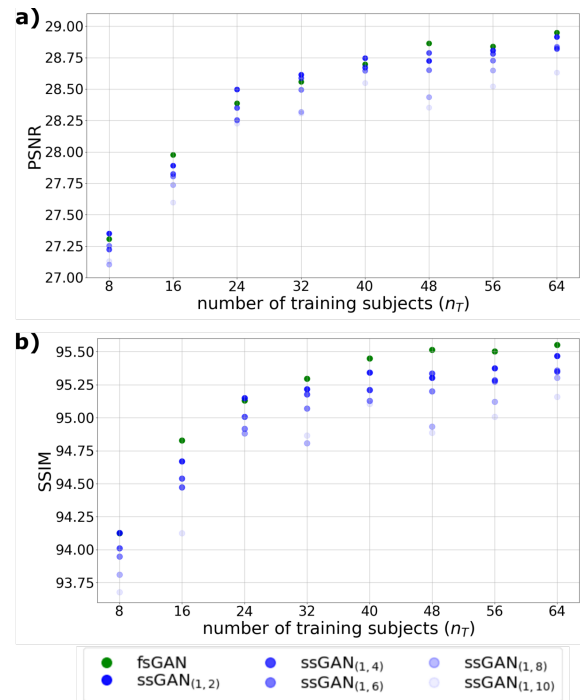 a)
29.00
28.75
28.50
28.25
28.00
27.75
27.50
27.25
27.00
PSNR
8 16 24 32 40 48 56 64
number of training subjects (n_T)
b)
95.50
95.25
95.00
94.75
94.50
94.25
94.00
93.75
SSIM
8 16 24 32 40 48 56 64
number of training subjects (n_T)
fsGAN ssGAN(1, 4) ssGAN(1, 8)
ssGAN(1, 2) ssGAN(1, 6) ssGAN(1, 10)